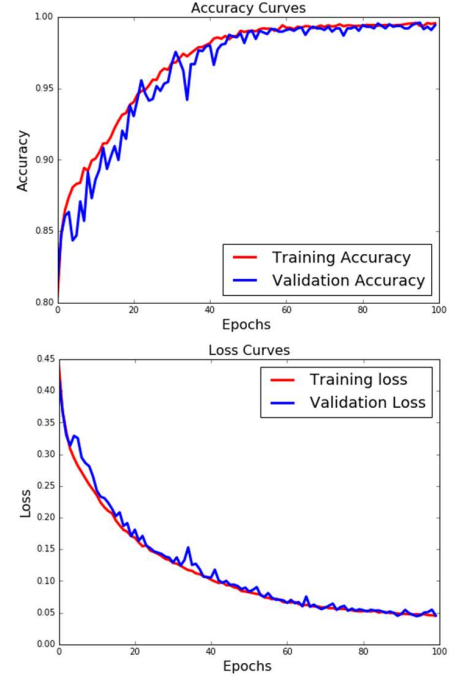 Accuracy Curves
1.00
0.95
0.90
0.85
0.80
Accuracy
Training Accuracy
Validation Accuracy
0 20 40 60 80 100
Epochs
Loss Curves
0.45
0.40
0.35
0.30
0.25
0.20
0.15
0.10
0.05
0.00
Loss
Training loss
Validation Loss
0 20 40 60 80 100
Epochs